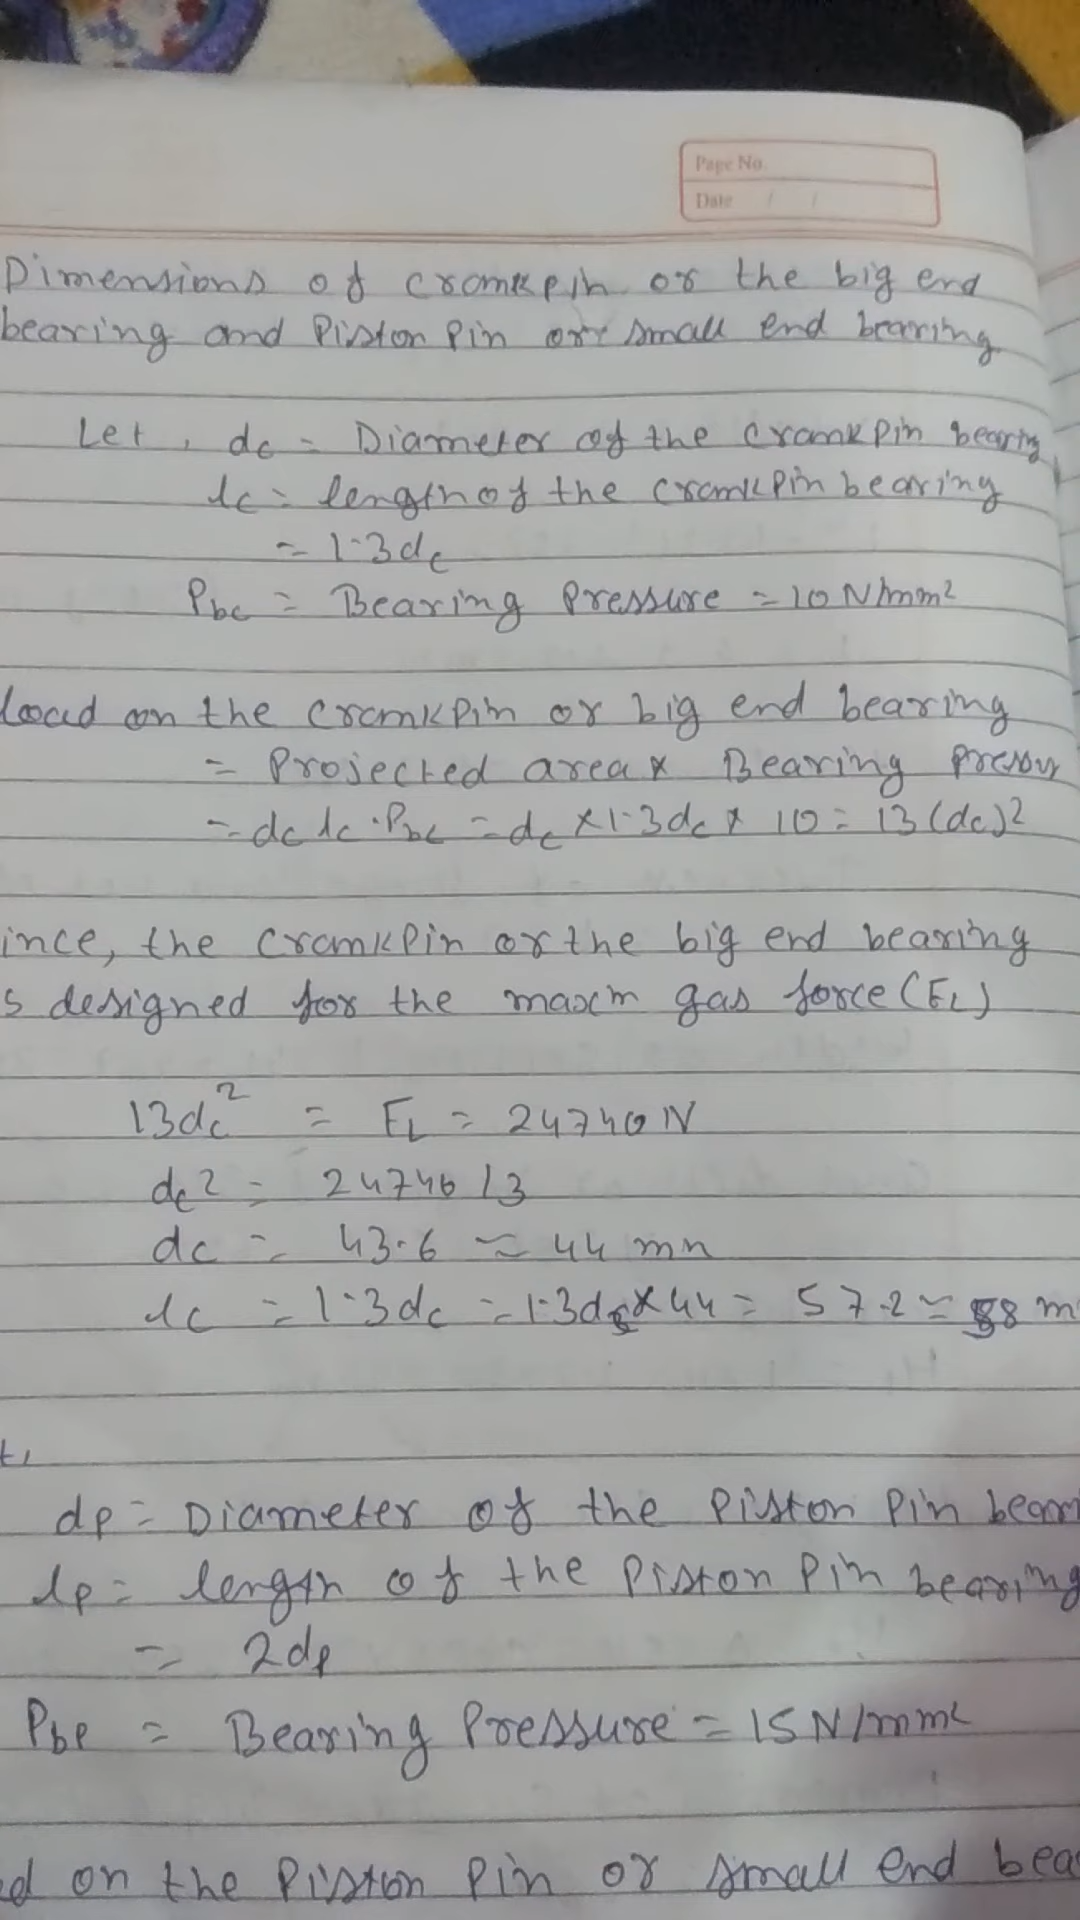 Page No.
Date / /
Dimensions of crankpin or the big end
bearing and Piston Pin or small end bearing
Let, dc = Diameter of the crankpin bearing
lc = length of the crankpin bearing
= 1.3dc
Pbc = Bearing Pressure = 10 N/mm²
load on the crankpin or big end bearing
= Projected area x Bearing Pressur
= dc lc . Pbc = dc x 1.3dc x 10 = 13 (dc)²
ince, the crankpin or the big end bearing
s designed for the maxm gas force (FL)
13dc² = FL = 24740 N
dc² = 24740 13
dc = 43.6 ≈ 44 mm
lc = 1.3dc = 1.3dc x 44 = 57.2 ≈ 58 m
t,
dp = Diameter of the Piston Pin bear
lp = length of the Piston Pin bearing
= 2dp
Pbp = Bearing Pressure = 15 N/mm²
d on the Piston Pin or small end bea